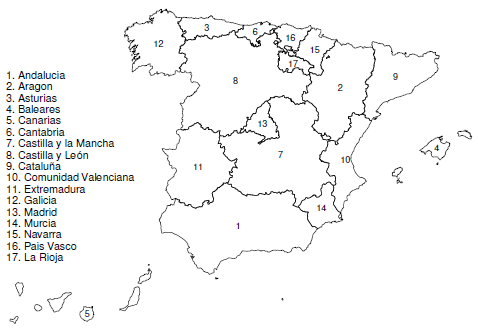 1. Andalucia
2. Aragon
3. Asturias
4. Baleares
5. Canarias
6. Cantabria
7. Castilla y la Mancha
8. Castilla y León
9. Cataluña
10. Comunidad Valenciana
11. Extremadura
12. Galicia
13. Madrid
14. Murcia
15. Navarra
16. Pais Vasco
17. La Rioja
3
6
16
12
15
17
9
8
2
13
4
7
10
11
14
1
5